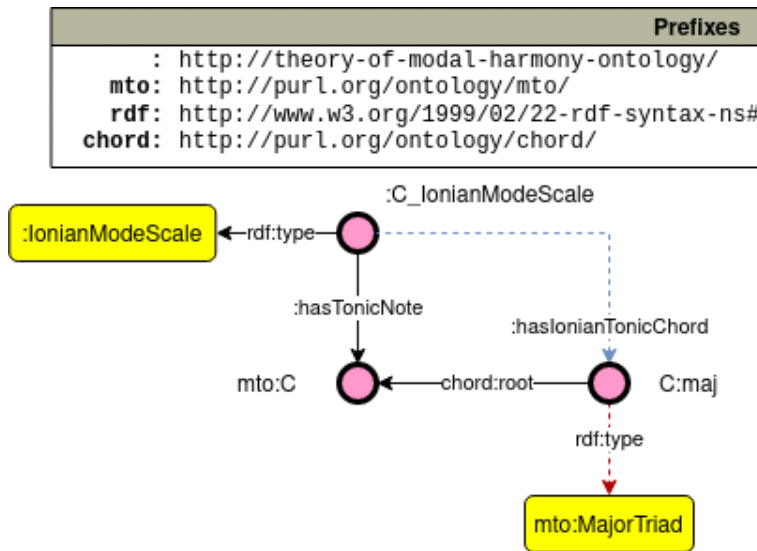 Prefixes
: http://theory-of-modal-harmony-ontology/
mto: http://purl.org/ontology/mto/
rdf: http://www.w3.org/1999/02/22-rdf-syntax-ns#
chord: http://purl.org/ontology/chord/
:C_IonianModeScale
:IonianModeScale
rdf:type
:hasTonicNote
:hasIonianTonicChord
mto:C
chord:root
C:maj
rdf:type
mto:MajorTriad